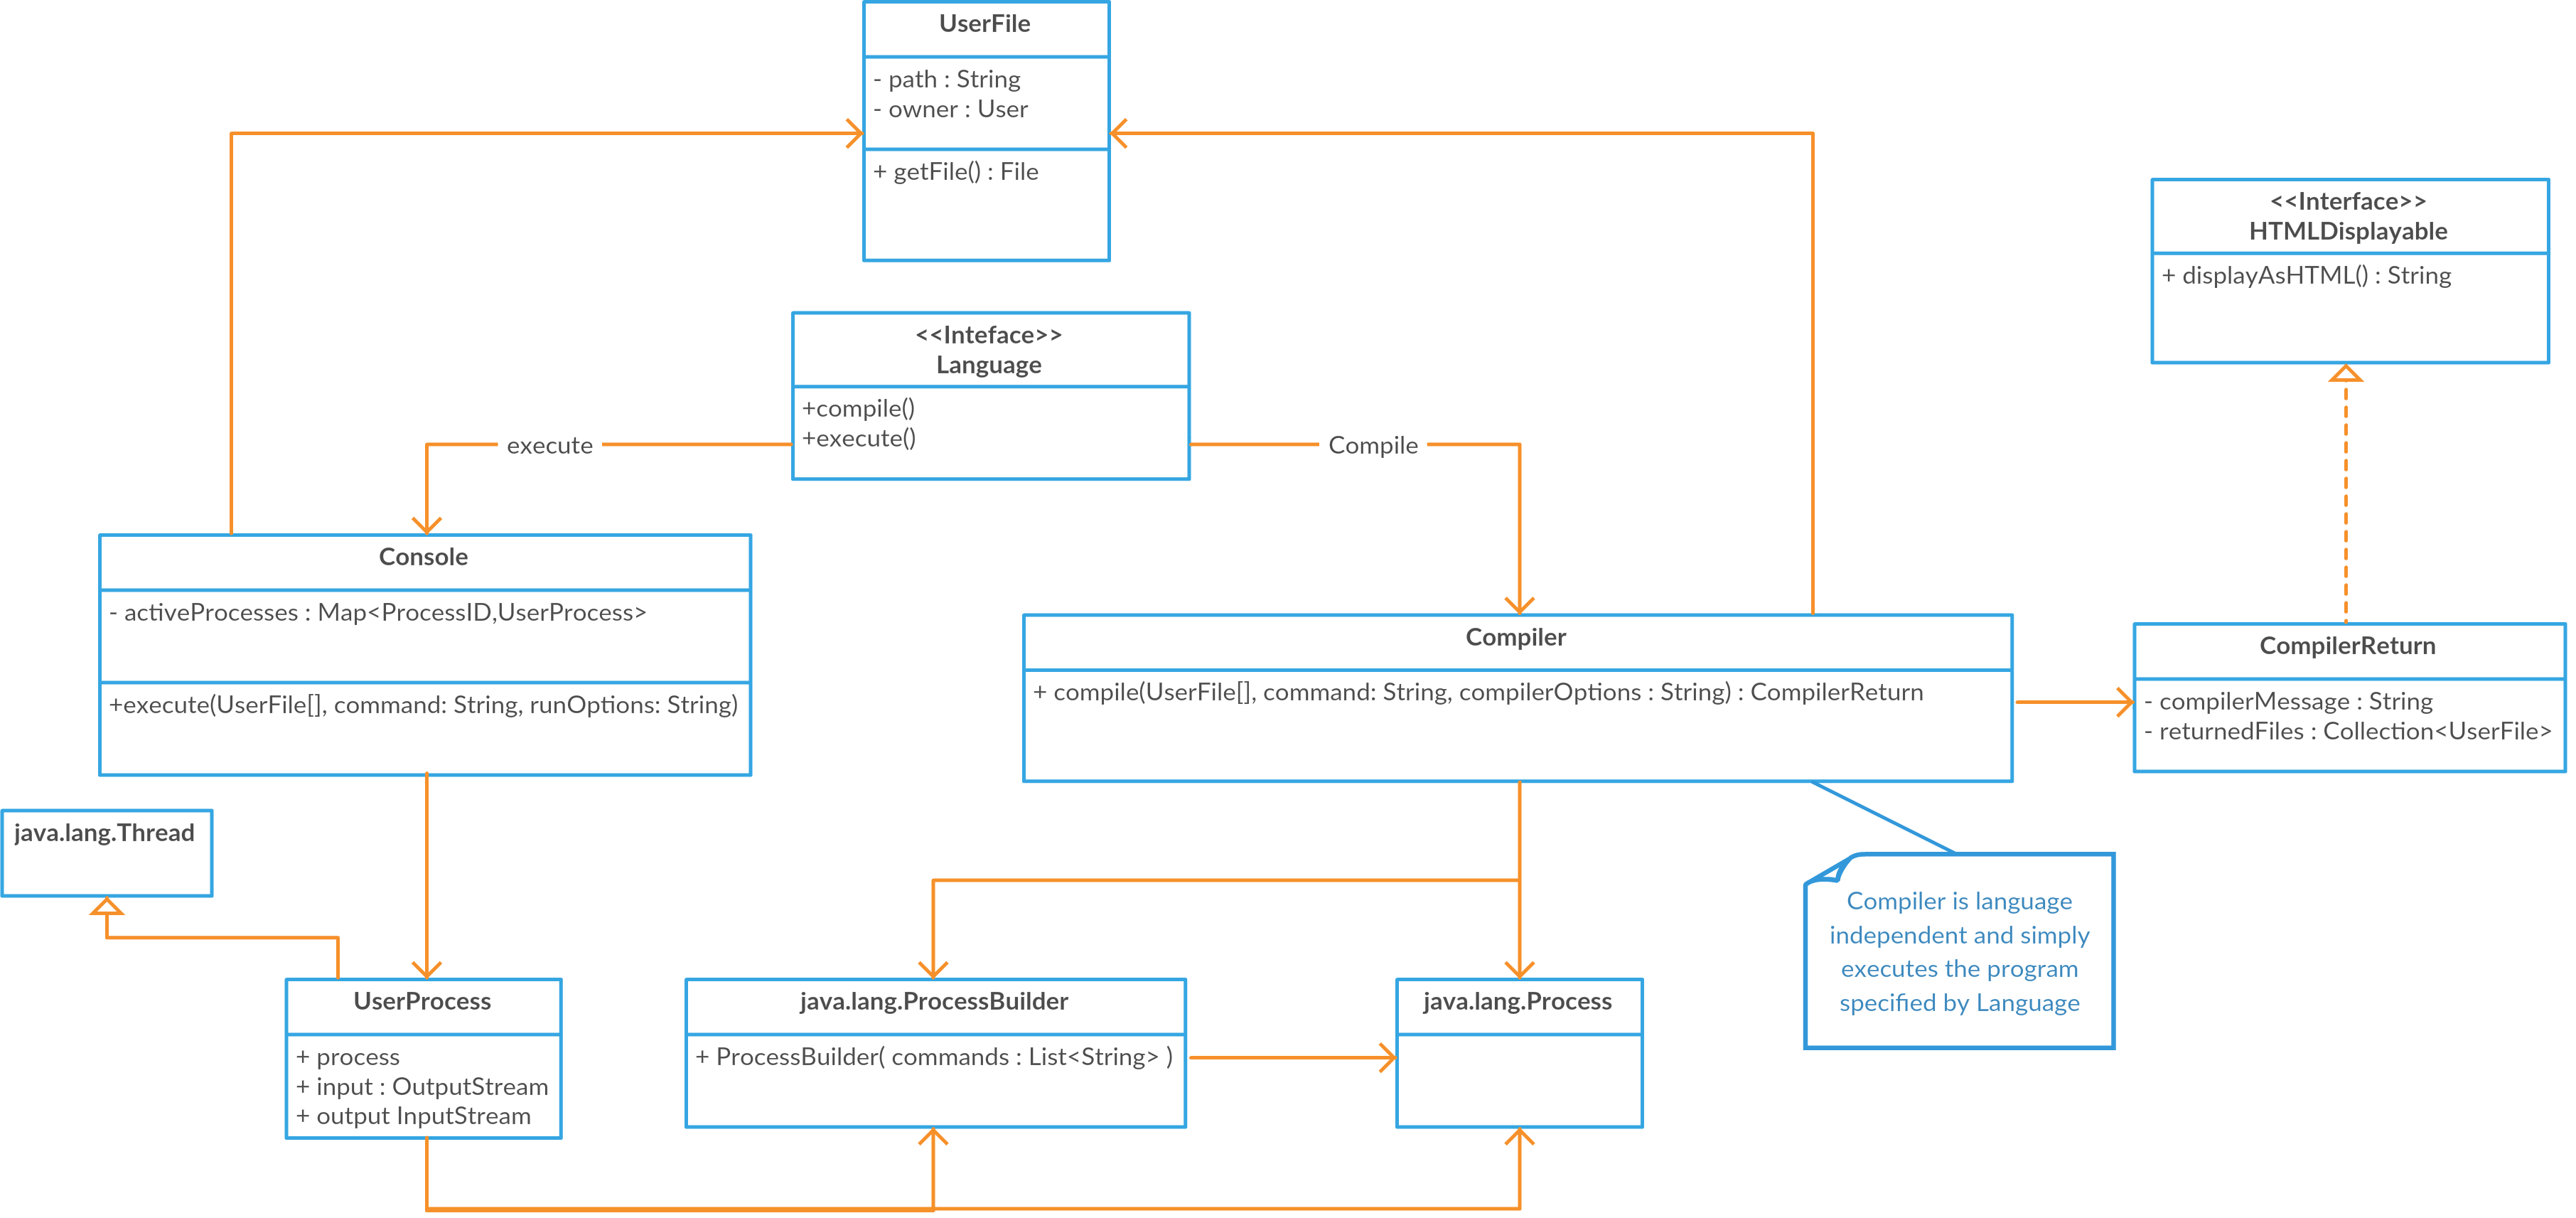 UserFile
- path : String
- owner : User
+ getFile() : File
<<Interface>>
HTMLDisplayable
+ displayAsHTML() : String
<<Inteface>>
Language
+compile()
+execute()
execute
Compile
Console
- activeProcesses : Map<ProcessID,UserProcess>
+execute(UserFile[], command: String, runOptions: String)
Compiler
+ compile(UserFile[], command: String, compilerOptions : String) : CompilerReturn
CompilerReturn
- compilerMessage : String
- returnedFiles : Collection<UserFile>
java.lang.Thread
Compiler is language
independent and simply
executes the program
specified by Language
UserProcess
+ process
+ input : OutputStream
+ output InputStream
java.lang.ProcessBuilder
+ ProcessBuilder( commands : List<String> )
java.lang.Process